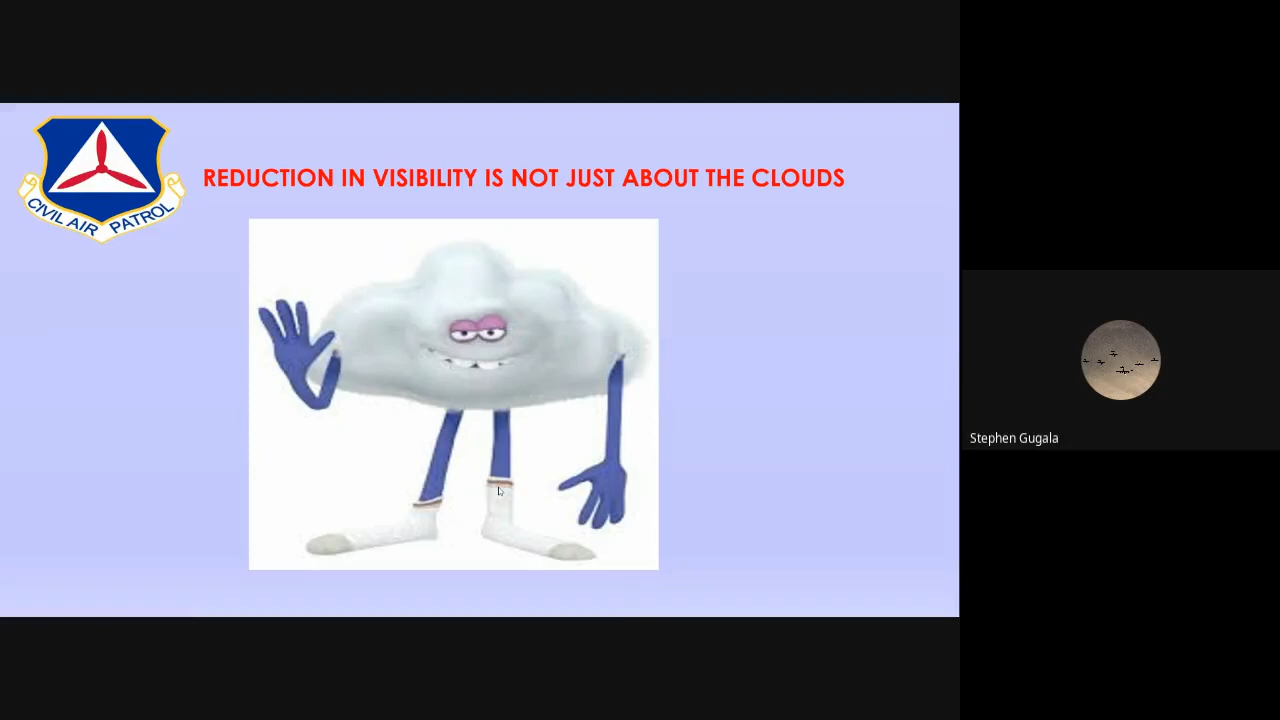 REDUCTION IN VISIBILITY IS NOT JUST ABOUT THE CLOUDS
CIVIL AIR PATROL
Stephen Gugala